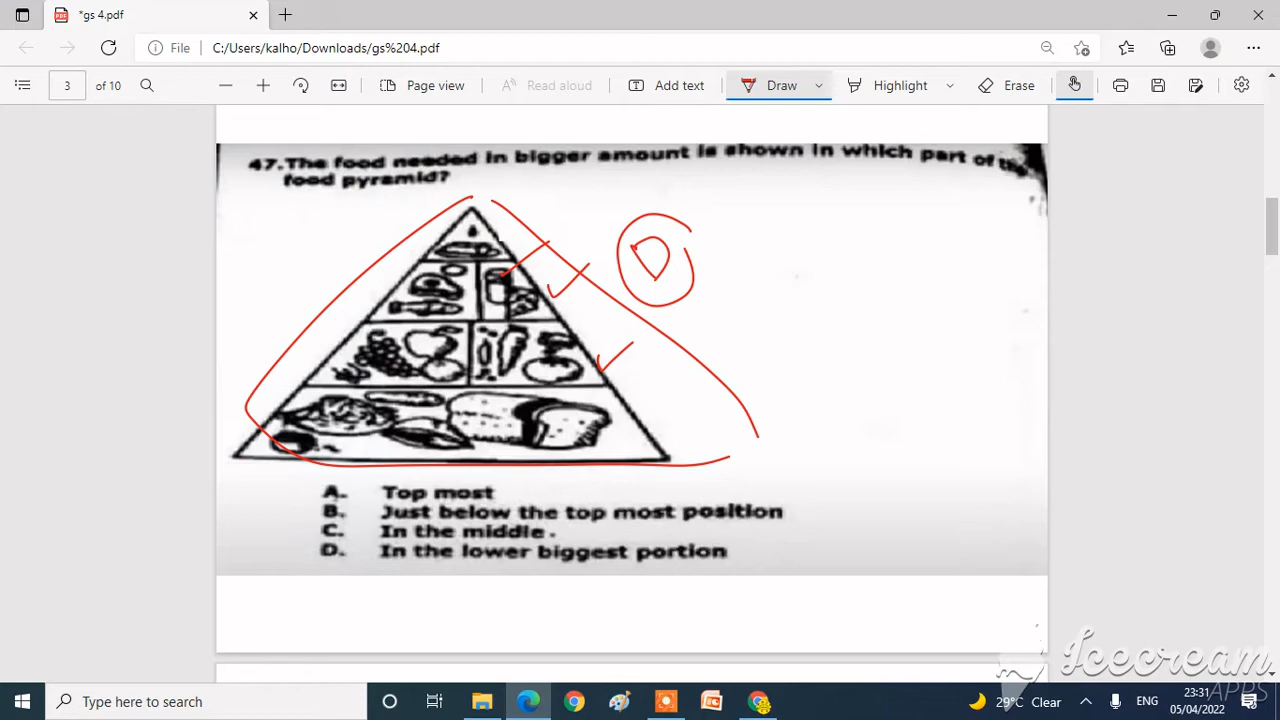 *gs 4.pdf
File
C:/Users/kalho/Downloads/gs%204.pdf
3 of 10
Page view
Read aloud
Add text
Draw
Highlight
Erase
47.The food needed in bigger amount is shown in which part of the
food pyramid?
D
A. Top most
B. Just below the top most position
C. In the middle.
D. In the lower biggest portion
Icecream
APPS
Type here to search
29°C Clear
ENG
23:31
05/04/2022